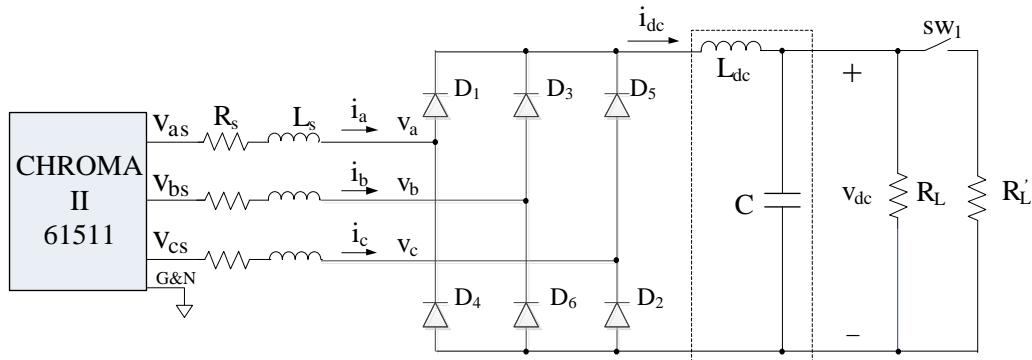 i_dc
sw_1
L_dc
D_1 D_3 D_5
v_as R_s L_s i_a v_a
CHROMA
II
61511
v_bs i_b v_b
v_cs i_c v_c
G&N
C
+
v_dc R_L R_L'
−
D_4 D_6 D_2